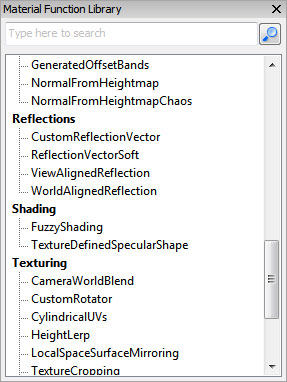 Material Function Library
Type here to search
GeneratedOffsetBands
NormalFromHeightmap
NormalFromHeightmapChaos
Reflections
CustomReflectionVector
ReflectionVectorSoft
ViewAlignedReflection
WorldAlignedReflection
Shading
FuzzyShading
TextureDefinedSpecularShape
Texturing
CameraWorldBlend
CustomRotator
CylindricalUVs
HeightLerp
LocalSpaceSurfaceMirroring
TextureCropping